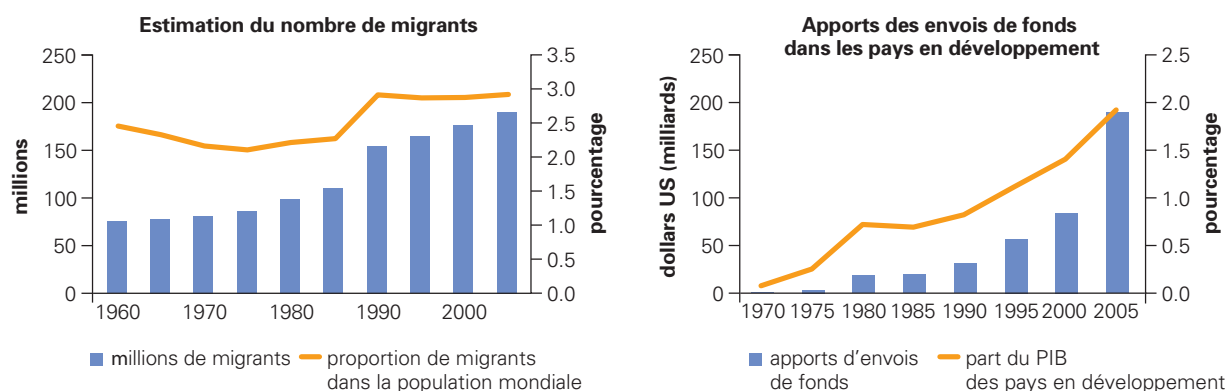 Estimation du nombre de migrants
millions
250
200
150
100
50
0
3.5
3.0
2.5
2.0
1.5
1.0
0.5
0.0
pourcentage
1960 1970 1980 1990 2000
millions de migrants
proportion de migrants
dans la population mondiale
Apports des envois de fonds
dans les pays en développement
dollars US (milliards)
250
200
150
100
50
0
2.5
2.0
1.5
1.0
0.5
0.0
pourcentage
1970 1975 1980 1985 1990 1995 2000 2005
apports d'envois
de fonds
part du PIB
des pays en développement